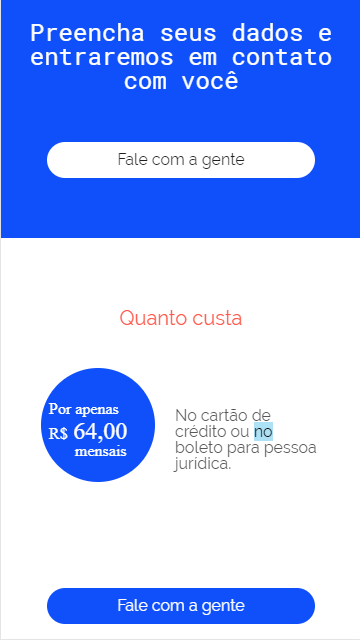 Preencha seus dados e
entraremos em contato
com você
Fale com a gente
Quanto custa
Por apenas
R$ 64,00
mensais
No cartão de
crédito ou no
boleto para pessoa
jurídica.
Fale com a gente